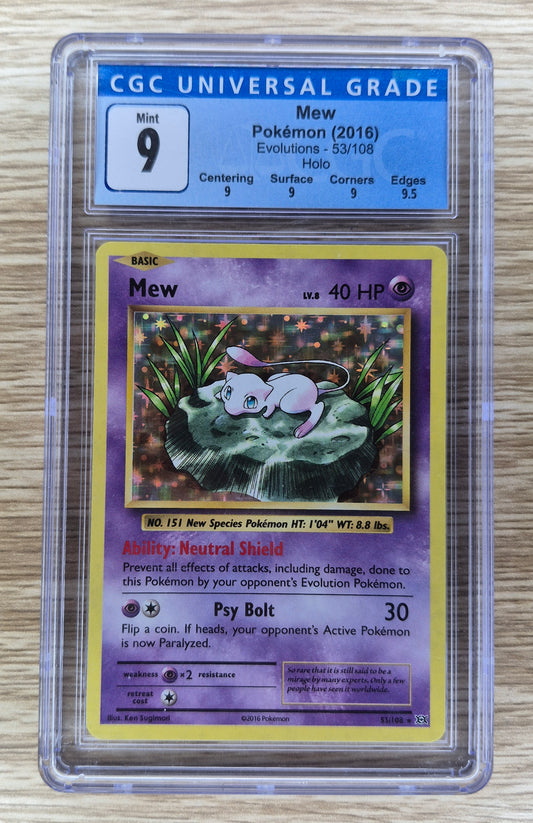 CGC UNIVERSAL GRADE
Mint
9
Mew
Pokémon (2016)
Evolutions - 53/108
Holo
Centering Surface Corners Edges
9 9 9 9.5
BASIC
Mew LV.8 40 HP
NO. 151 New Species Pokémon HT: 1'04" WT: 8.8 lbs.
Ability: Neutral Shield
Prevent all effects of attacks, including damage, done to
this Pokémon by your opponent's Evolution Pokémon.
Psy Bolt 30
Flip a coin. If heads, your opponent's Active Pokémon
is now Paralyzed.
weakness ×2 resistance
retreat
cost
So rare that it is still said to be a
mirage by many experts. Only a few
people have seen it worldwide.
Illus. Ken Sugimori ©2016 Pokémon 53/108